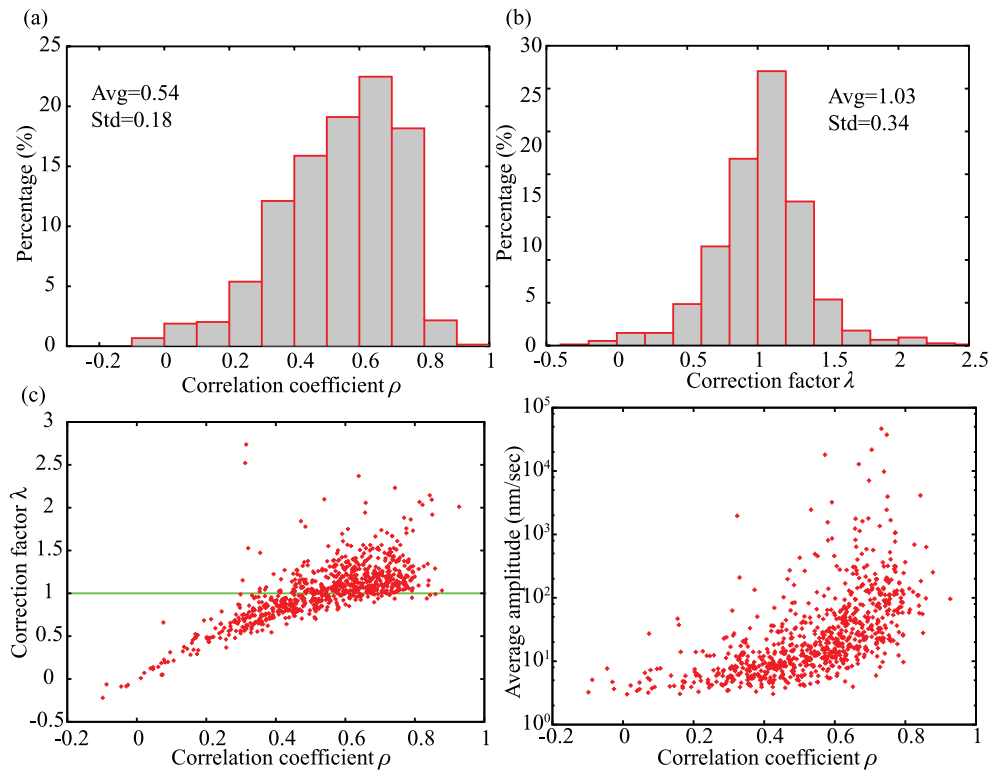 (a)
25
20
15
10
5
0
Percentage (%)
Avg=0.54
Std=0.18
-0.2 0 0.2 0.4 0.6 0.8 1
Correlation coefficient ρ
(b)
30
25
20
15
10
5
0
Percentage (%)
Avg=1.03
Std=0.34
-0.5 0 0.5 1 1.5 2 2.5
Correction factor λ
(c)
3
2.5
2
1.5
1
0.5
0
-0.5
Correction factor λ
-0.2 0 0.2 0.4 0.6 0.8 1
Correlation coefficient ρ
10⁵
10⁴
10³
10²
10¹
10⁰
Average amplitude (nm/sec)
-0.2 0 0.2 0.4 0.6 0.8 1
Correlation coefficient ρ